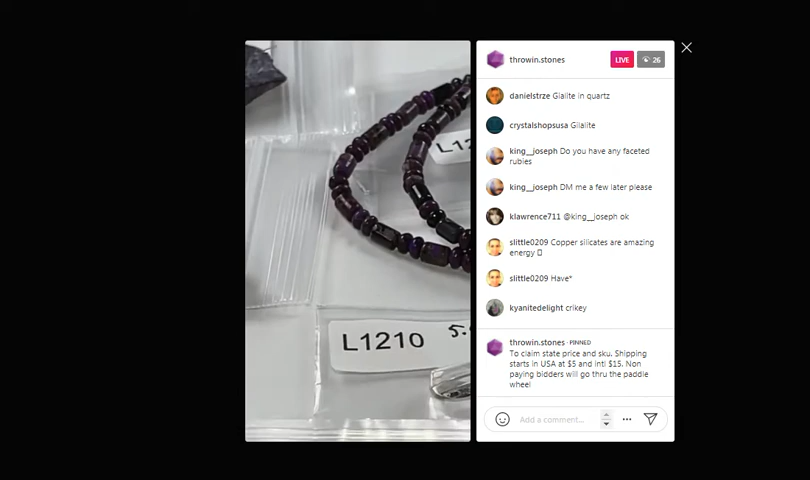 throwin.stones
LIVE
26
danielstrze Glalite in quartz
crystalshopsusa Gilalite
king__joseph Do you have any faceted
rubies
king__joseph DM me a few later please
klawrence711 @king__joseph ok
slittle0209 Copper silicates are amazing
energy
slittle0209 Have*
kyanitedelight crikey
throwin.stones · PINNED
To claim state price and sku. Shipping
starts in USA at $5 and intl $15. Non
paying bidders will go thru the paddle
wheel
Add a comment...
L12
L1210 5.